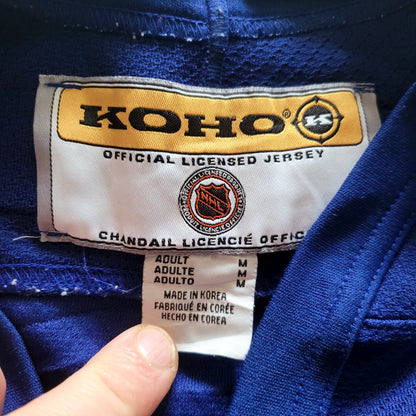 KOHO® K
OFFICIAL LICENSED JERSEY
NHL
CHANDAIL LICENCIÉ OFFIC
ADULT M
ADULTE M
ADULTO M
MADE IN KOREA
FABRIQUÉ EN CORÉE
HECHO EN COREA